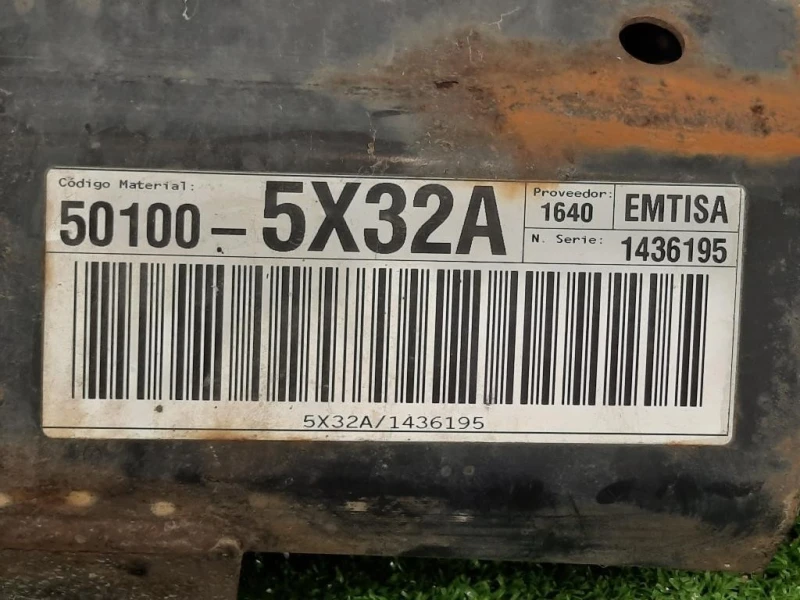 Código Material:
50100-5X32A
Proveedor:
1640
EMTISA
N. Serie:
1436195
5X32A/1436195